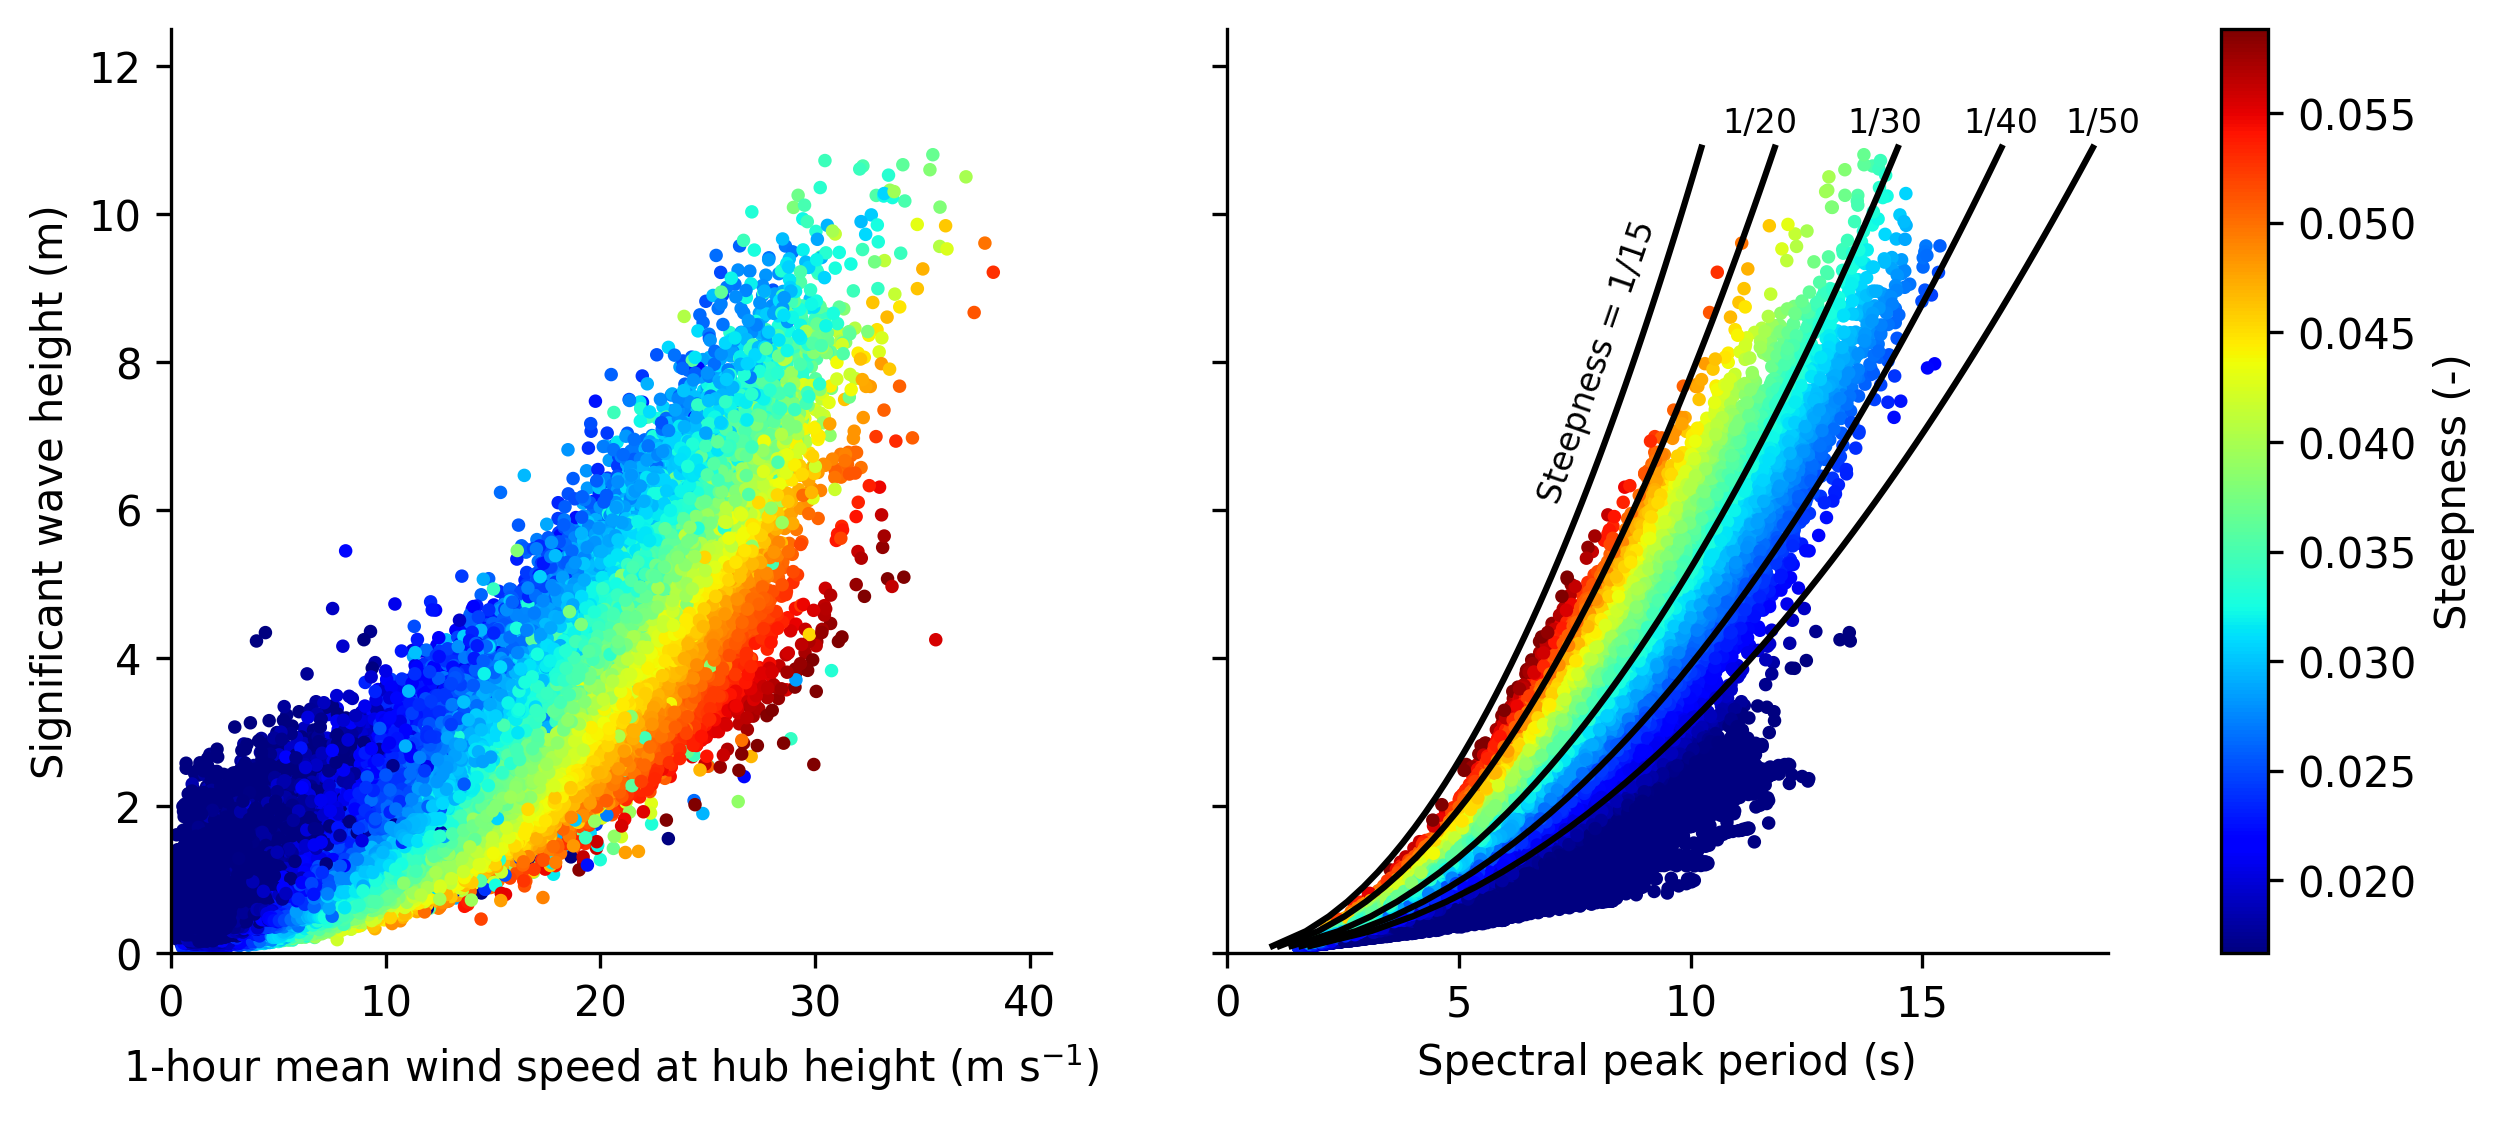 Significant wave height (m)
12
10
8
6
4
2
0
0 10 20 30 40
1-hour mean wind speed at hub height (m s⁻¹)
Steepness = 1/15
1/20 1/30 1/40 1/50
0 5 10 15
Spectral peak period (s)
0.055
0.050
0.045
0.040
0.035
0.030
0.025
0.020
Steepness (-)